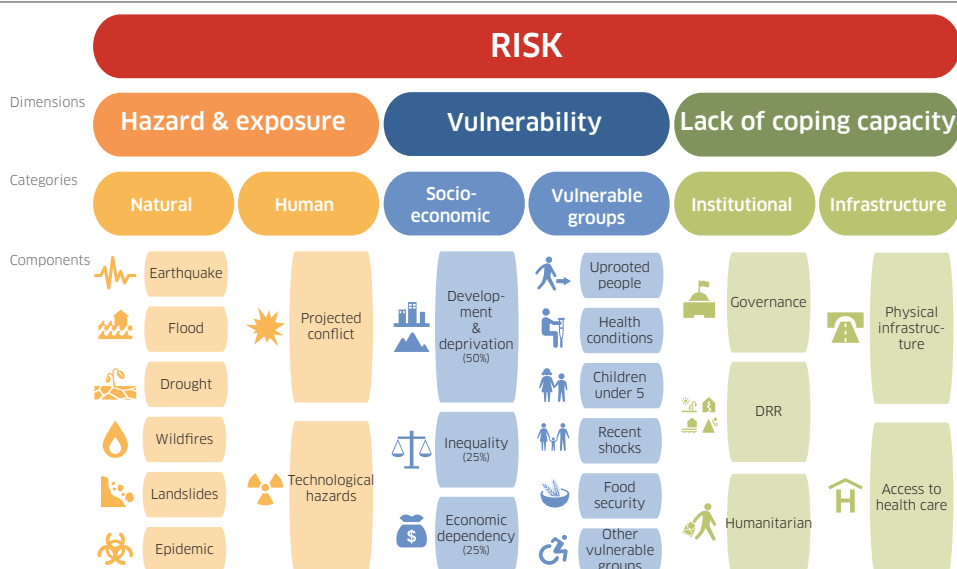 RISK
Dimensions
Hazard & exposure
Vulnerability
Lack of coping capacity
Categories
Natural
Human
Socio-
economic
Vulnerable
groups
Institutional
Infrastructure
Components
Earthquake
Flood
Drought
Wildfires
Landslides
Epidemic
Projected
conflict
Technological
hazards
Develop-
ment
&
deprivation
(50%)
Inequality
(25%)
Economic
dependency
(25%)
$
Uprooted
people
Health
conditions
Children
under 5
Recent
shocks
Food
security
Other
vulnerable
groups
Governance
DRR
Humanitarian
Physical
infrastruc-
ture
H
Access to
health care